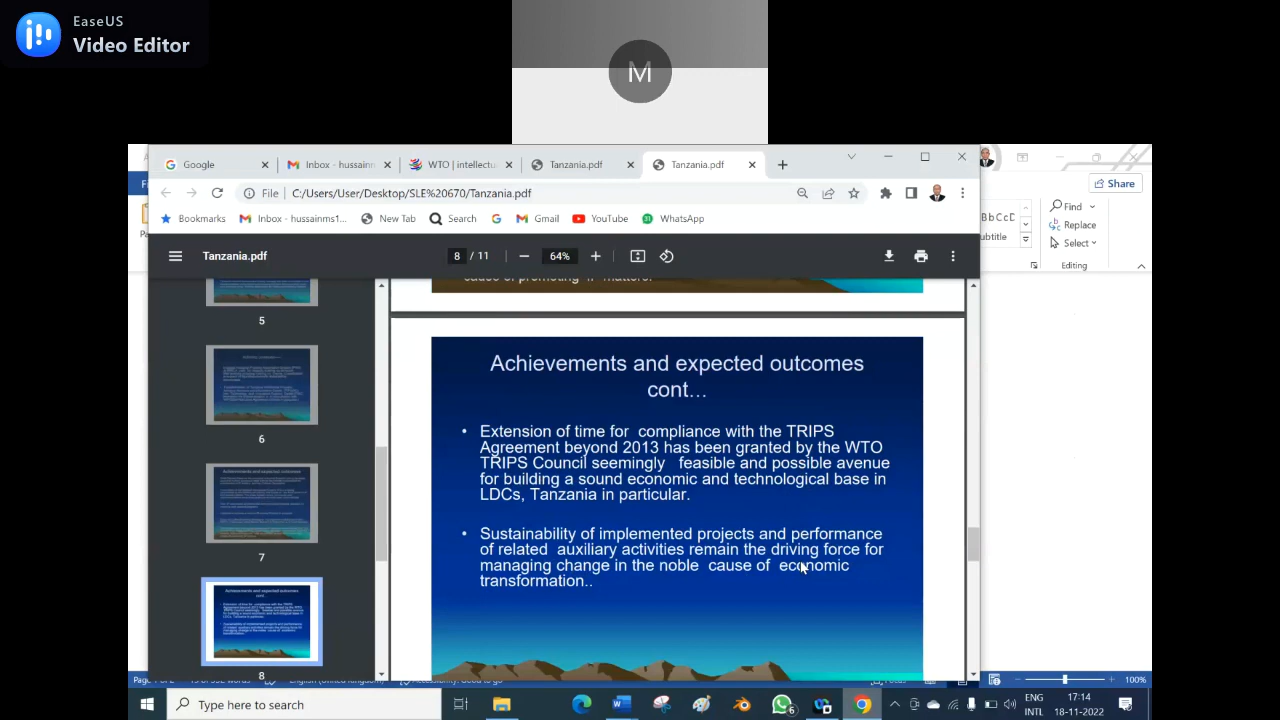 EaseUS
Video Editor
M
Google
Inbox - hussainn
WTO | intellectu
Tanzania.pdf
Tanzania.pdf
File
C:/Users/User/Desktop/SLE%20670/Tanzania.pdf
Share
Bookmarks
Inbox - hussainms1...
New Tab
Search
Gmail
YouTube
WhatsApp
Find
Replace
Select
Editing
Tanzania.pdf
8 / 11
64%
5
6
7
8
Achievements and expected outcomes
cont...
• Extension of time for compliance with the TRIPS
Agreement beyond 2013 has been granted by the WTO
TRIPS Council seemingly feasible and possible avenue
for building a sound economic and technological base in
LDCs, Tanzania in particular.
• Sustainability of implemented projects and performance
of related auxiliary activities remain the driving force for
managing change in the noble cause of economic
transformation..
100%
Type here to search
6
ENG
INTL
17:14
18-11-2022